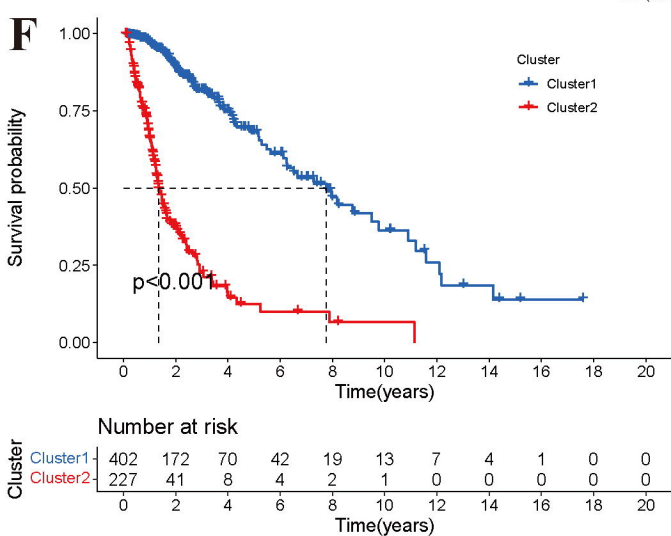 F
1.00
0.75
0.50
0.25
0.00
Survival probability
Cluster
Cluster1
Cluster2
p<0.001
0 2 4 6 8 10 12 14 16 18 20
Time(years)
Number at risk
Cluster
Cluster1 402 172 70 42 19 13 7 4 1 0 0
Cluster2 227 41 8 4 2 1 0 0 0 0 0
0 2 4 6 8 10 12 14 16 18 20
Time(years)